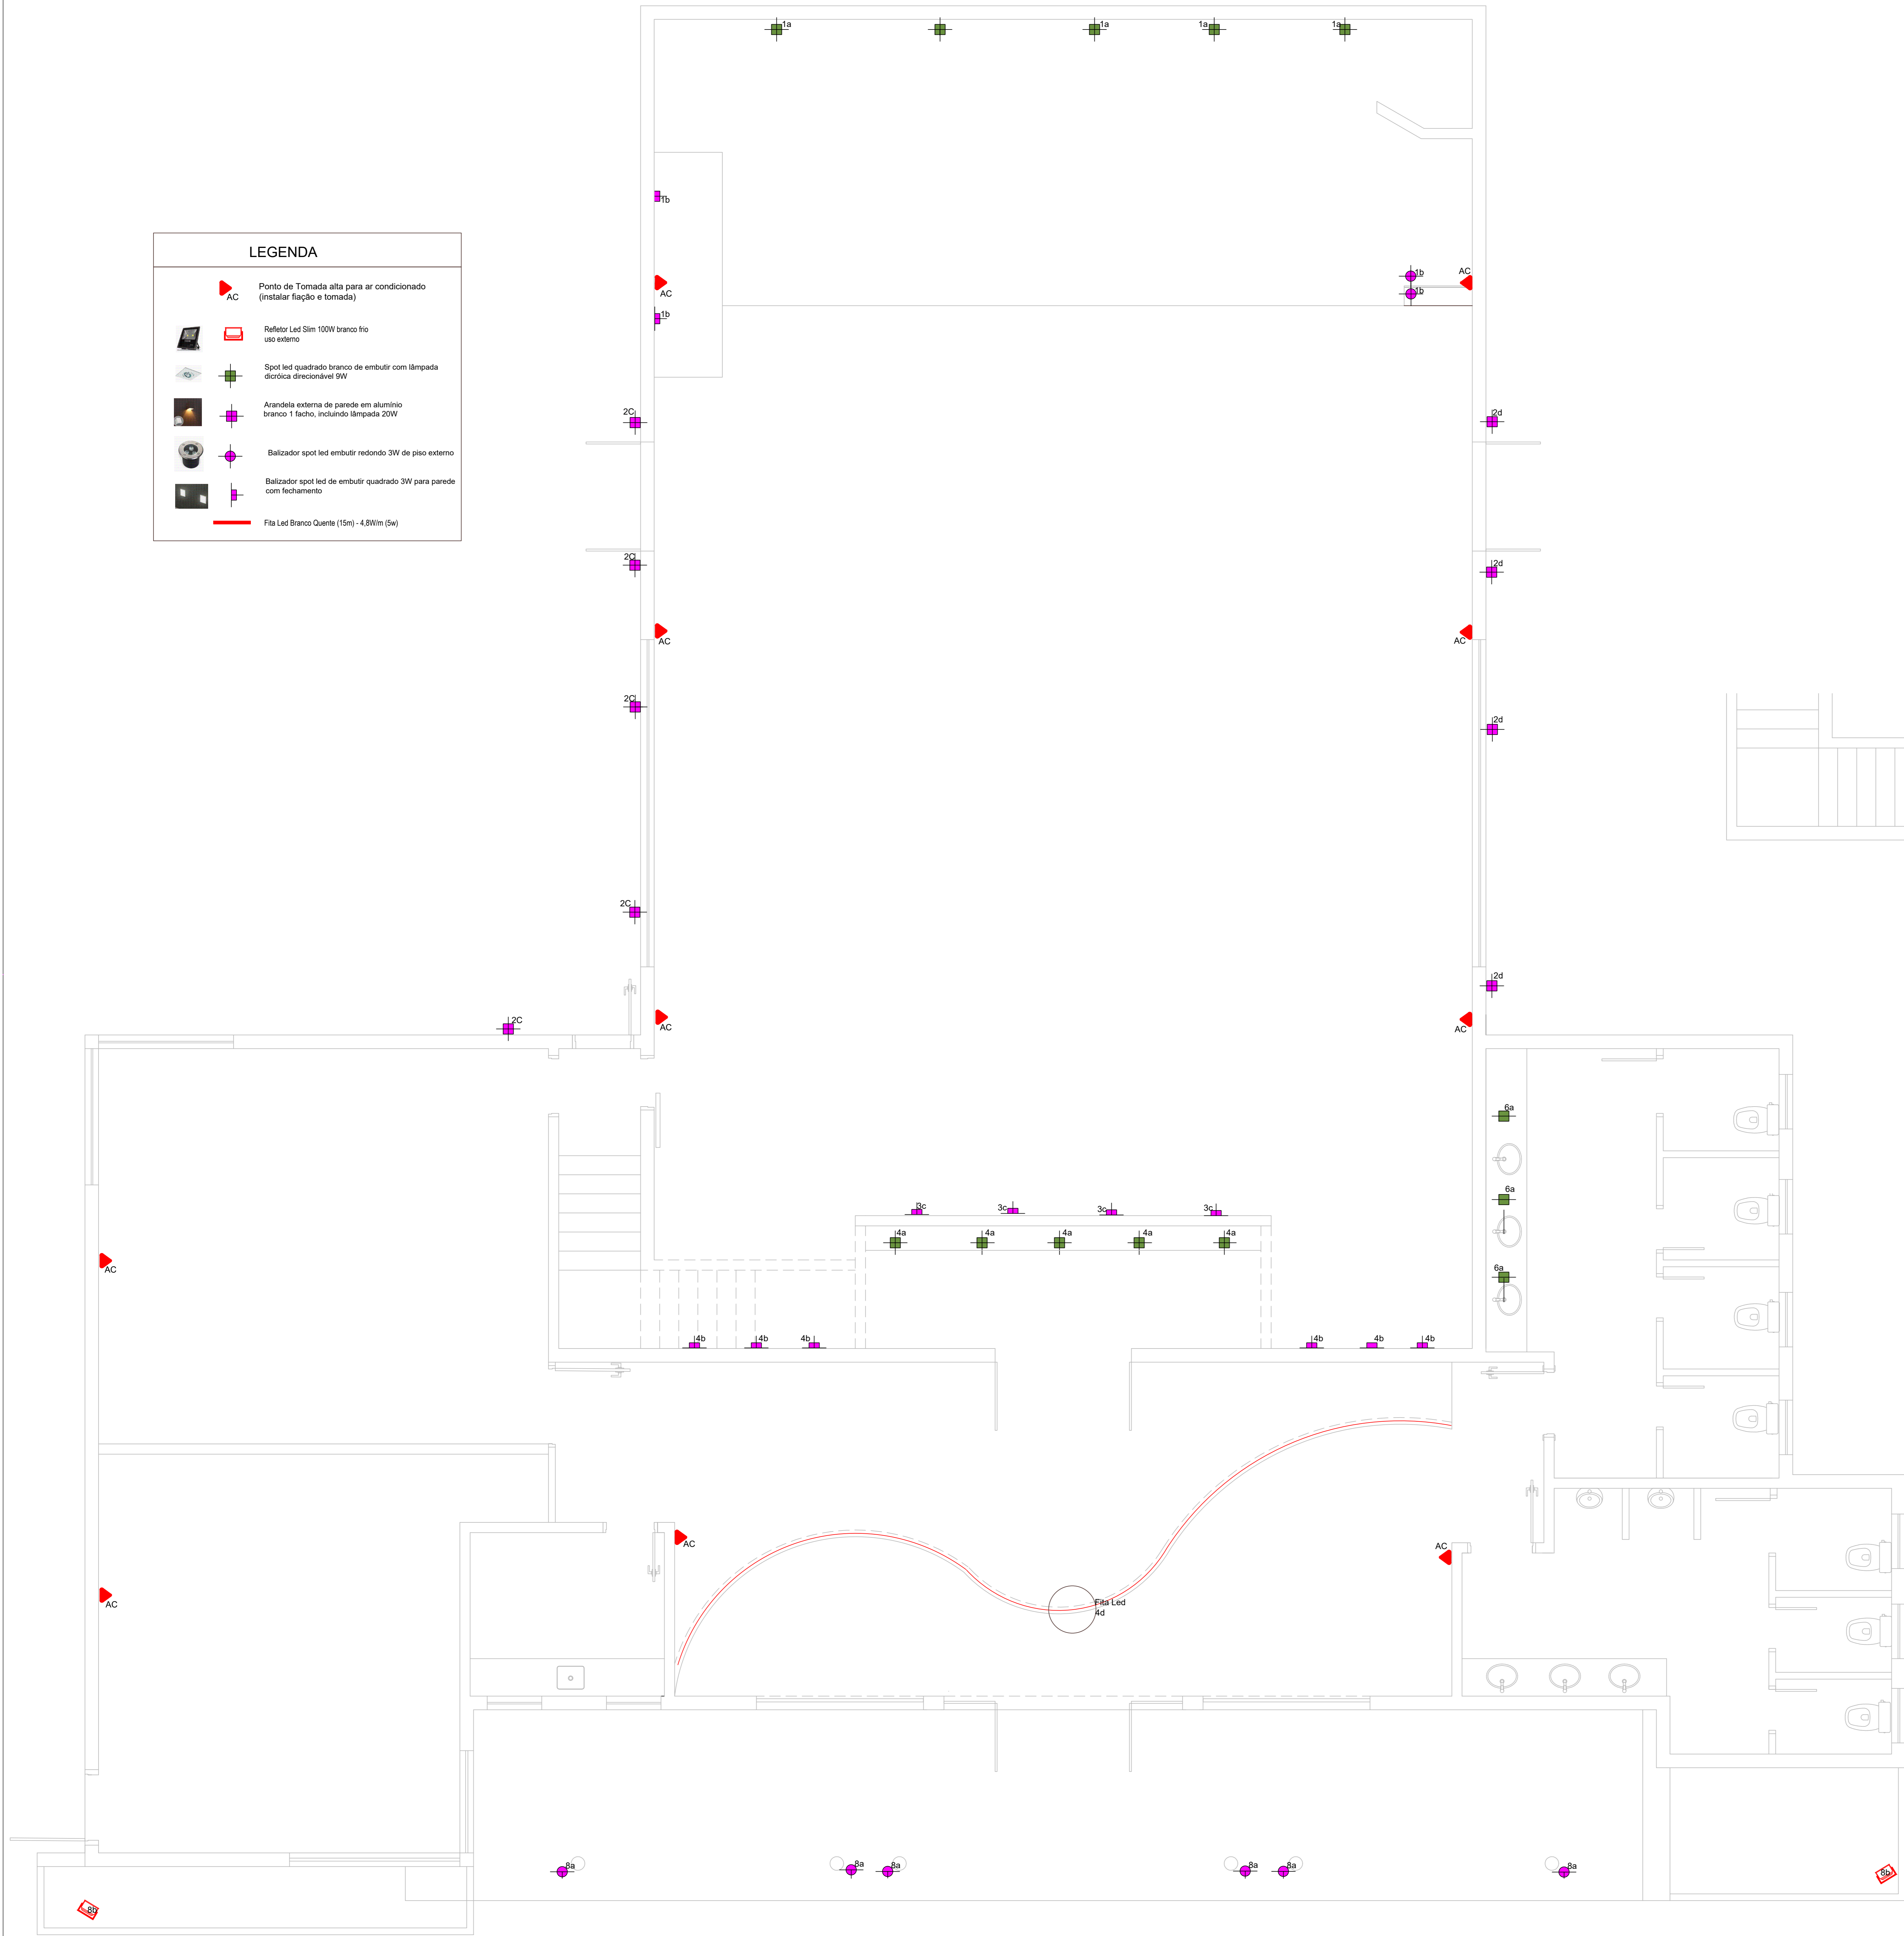 1a
1a
1a
1a
1b
LEGENDA
AC
Ponto de Tomada alta para ar condicionado
(instalar fiação e tomada)
Refletor Led Slim 100W branco frio
uso externo
Spot led quadrado branco de embutir com lâmpada
dicróica direcionável 9W
Arandela externa de parede em alumínio
branco 1 facho, incluindo lâmpada 20W
Balizador spot led embutir redondo 3W de piso externo
Balizador spot led de embutir quadrado 3W para parede
com fechamento
Fita Led Branco Quente (15m) - 4,8W/m (5w)
AC
1b
AC
1b
1b
2C
2d
2C
2d
AC
AC
2C
2d
2C
2d
2C
AC
AC
6a
6a
3c
3c
3c
3c
4a
4a
4a
4a
4a
AC
6a
4b
4b
4b
4b
4b
4b
AC
AC
AC
Fita Led
4d
8a
8a
8a
8a
8a
8a
8b
8b